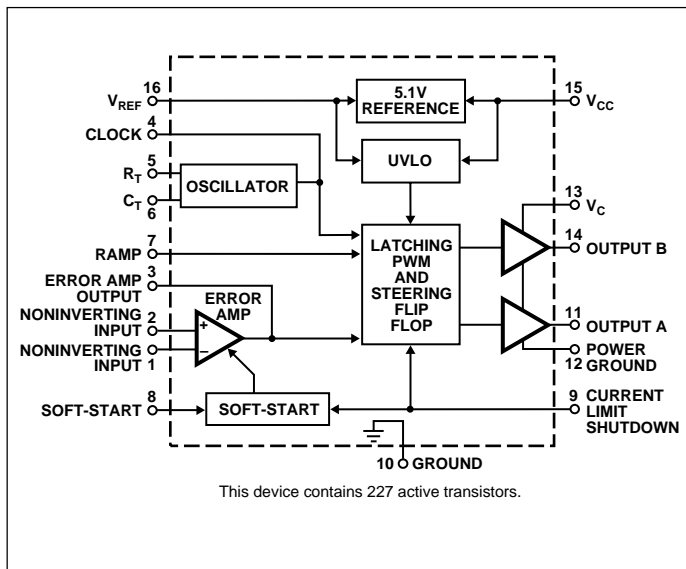 16
VREF
5.1V
REFERENCE
15
VCC
4
CLOCK
UVLO
5
RT
OSCILLATOR
CT
6
13
VC
7
RAMP
LATCHING
PWM
AND
STEERING
FLIP
FLOP
14
OUTPUT B
ERROR AMP
OUTPUT
3
ERROR
AMP
NONINVERTING
INPUT
2
+
11
OUTPUT A
NONINVERTING
INPUT
1
–
POWER
GROUND
12
8
SOFT-START
SOFT-START
9
CURRENT
LIMIT
SHUTDOWN
10 GROUND
This device contains 227 active transistors.